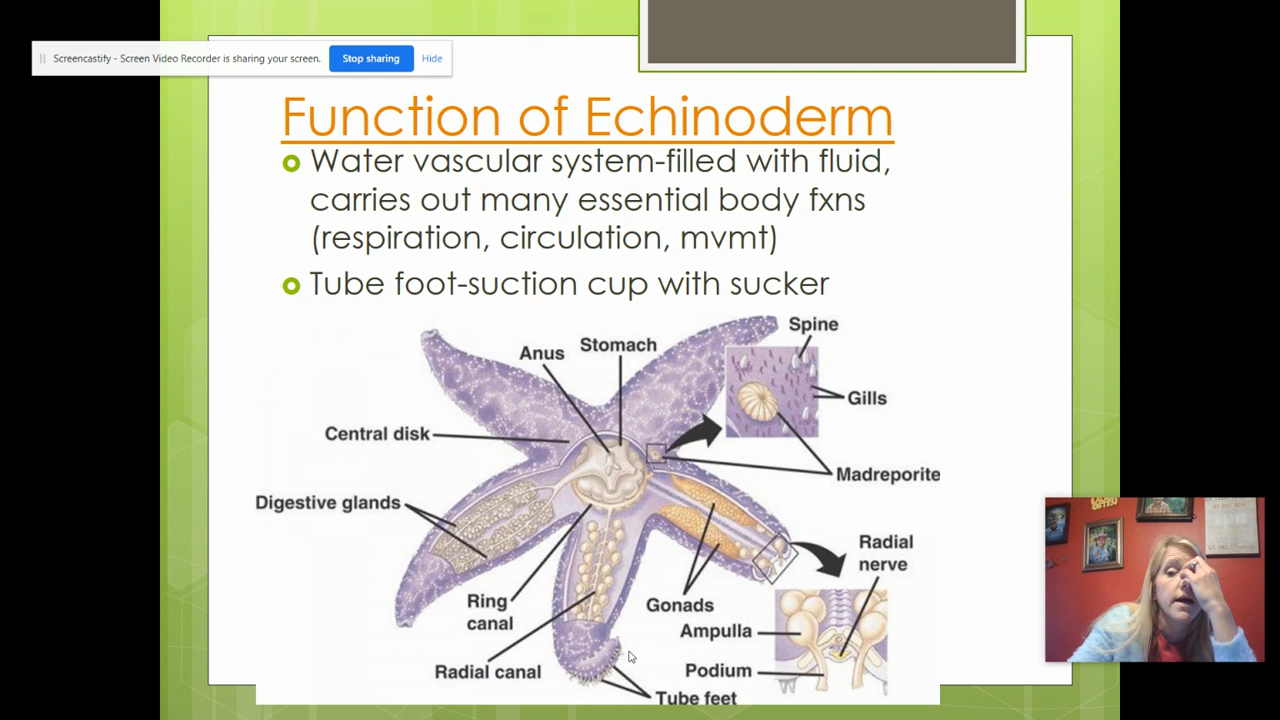 Screencastify - Screen Video Recorder is sharing your screen.
Stop sharing
Hide
Function of Echinoderm
Water vascular system-filled with fluid,
carries out many essential body fxns
(respiration, circulation, mvmt)
Tube foot-suction cup with sucker
Spine
Anus
Stomach
Gills
Central disk
Madreporite
Digestive glands
Radial
nerve
Ring
canal
Gonads
Ampulla
Radial canal
Podium
Tube feet